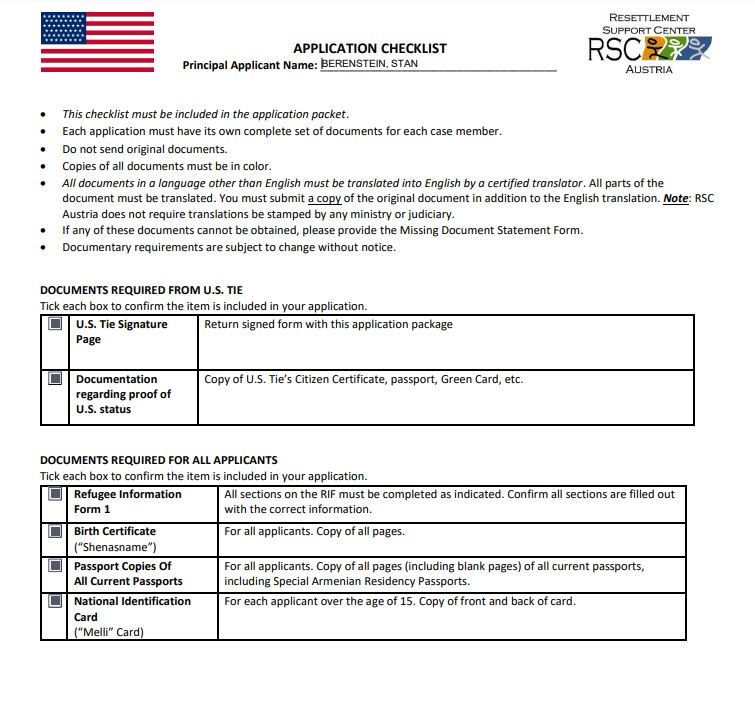 RESETTLEMENT
SUPPORT CENTER
RSC
AUSTRIA
APPLICATION CHECKLIST
Principal Applicant Name: BERENSTEIN, STAN
• This checklist must be included in the application packet.
• Each application must have its own complete set of documents for each case member.
• Do not send original documents.
• Copies of all documents must be in color.
• All documents in a language other than English must be translated into English by a certified translator. All parts of the
document must be translated. You must submit a copy of the original document in addition to the English translation. Note: RSC
Austria does not require translations be stamped by any ministry or judiciary.
• If any of these documents cannot be obtained, please provide the Missing Document Statement Form.
• Documentary requirements are subject to change without notice.
DOCUMENTS REQUIRED FROM U.S. TIE
Tick each box to confirm the item is included in your application.
U.S. Tie Signature
Page
Return signed form with this application package
Documentation
regarding proof of
U.S. status
Copy of U.S. Tie's Citizen Certificate, passport, Green Card, etc.
DOCUMENTS REQUIRED FOR ALL APPLICANTS
Tick each box to confirm the item is included in your application.
Refugee Information
Form 1
All sections on the RIF must be completed as indicated. Confirm all sections are filled out
with the correct information.
Birth Certificate
("Shenasname")
For all applicants. Copy of all pages.
Passport Copies Of
All Current Passports
For all applicants. Copy of all pages (including blank pages) of all current passports,
including Special Armenian Residency Passports.
National Identification
Card
("Melli" Card)
For each applicant over the age of 15. Copy of front and back of card.